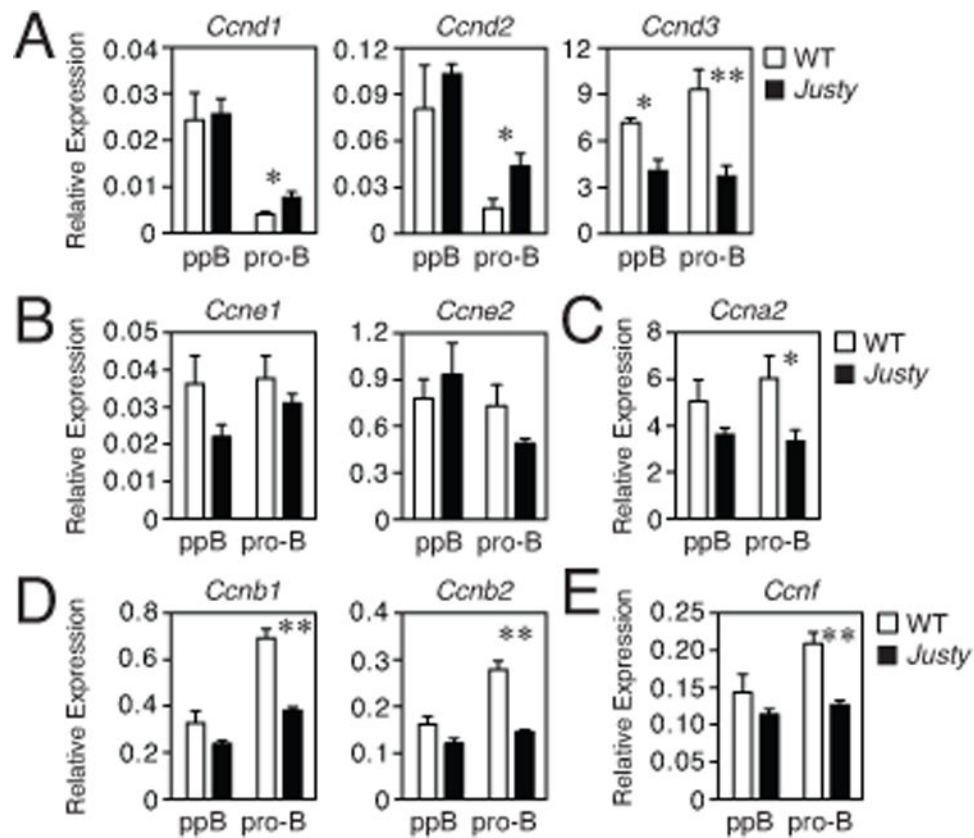 A
Ccnd1
Ccnd2
Ccnd3
Relative Expression
0.04
0.03
0.02
0.01
0
*
ppB pro-B
0.12
0.09
0.06
0.03
0
*
ppB pro-B
12
9
6
3
0
*
**
ppB pro-B
WT
Justy
B
Ccne1
Ccne2
Relative Expression
0.05
0.04
0.03
0.02
0.01
0
ppB pro-B
1.2
0.9
0.6
0.3
0
ppB pro-B
C
Ccna2
Relative Expression
8
6
4
2
0
*
ppB pro-B
WT
Justy
D
Ccnb1
Ccnb2
Relative Expression
0.8
0.6
0.4
0.2
0
**
ppB pro-B
0.4
0.3
0.2
0.1
0
**
ppB pro-B
E
Ccnf
Relative Expression
0.25
0.20
0.15
0.10
0.05
0
**
ppB pro-B
WT
Justy